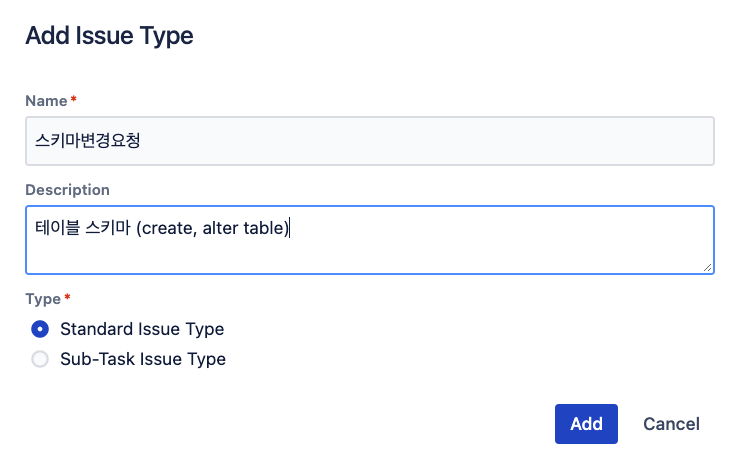 Add Issue Type
Name*
스키마변경요청
Description
테이블 스키마 (create, alter table)
Type*
Standard Issue Type
Sub-Task Issue Type
Add Cancel